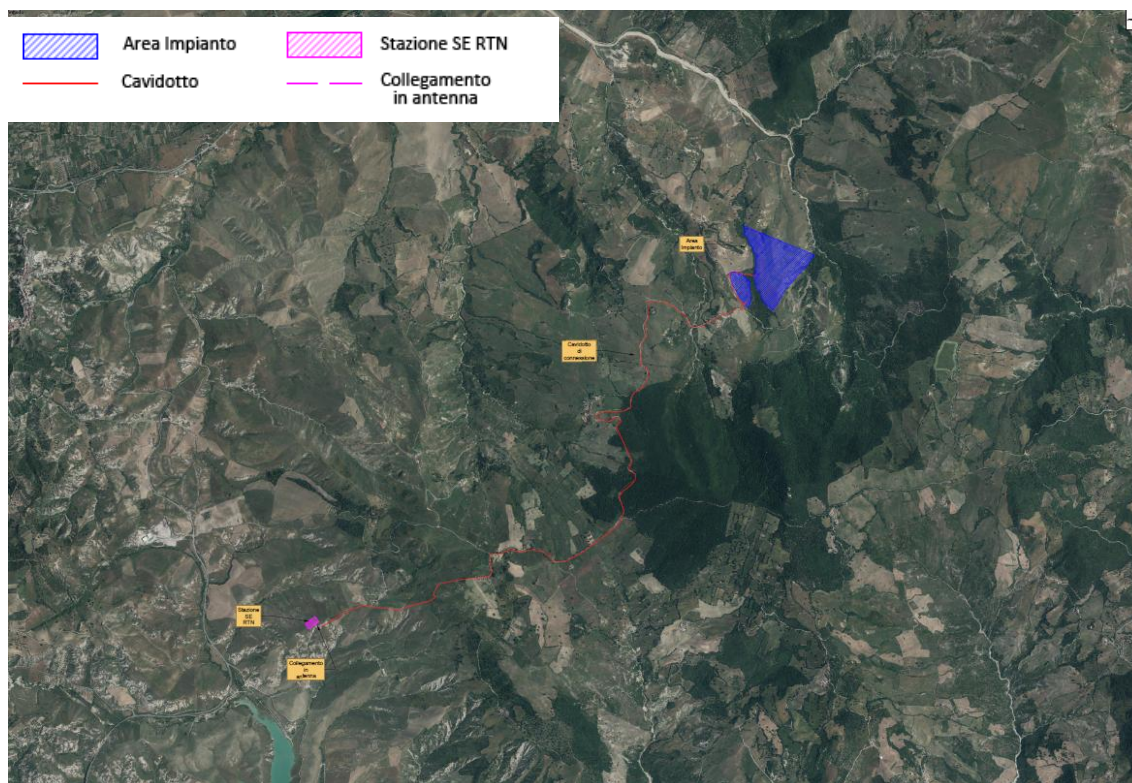 Area Impianto
Stazione SE RTN
Cavidotto
Collegamento
in antenna
Area
Impianto
Cavidotto
di
connessione
Stazione
SE
RTN
Collegamento
in
antenna